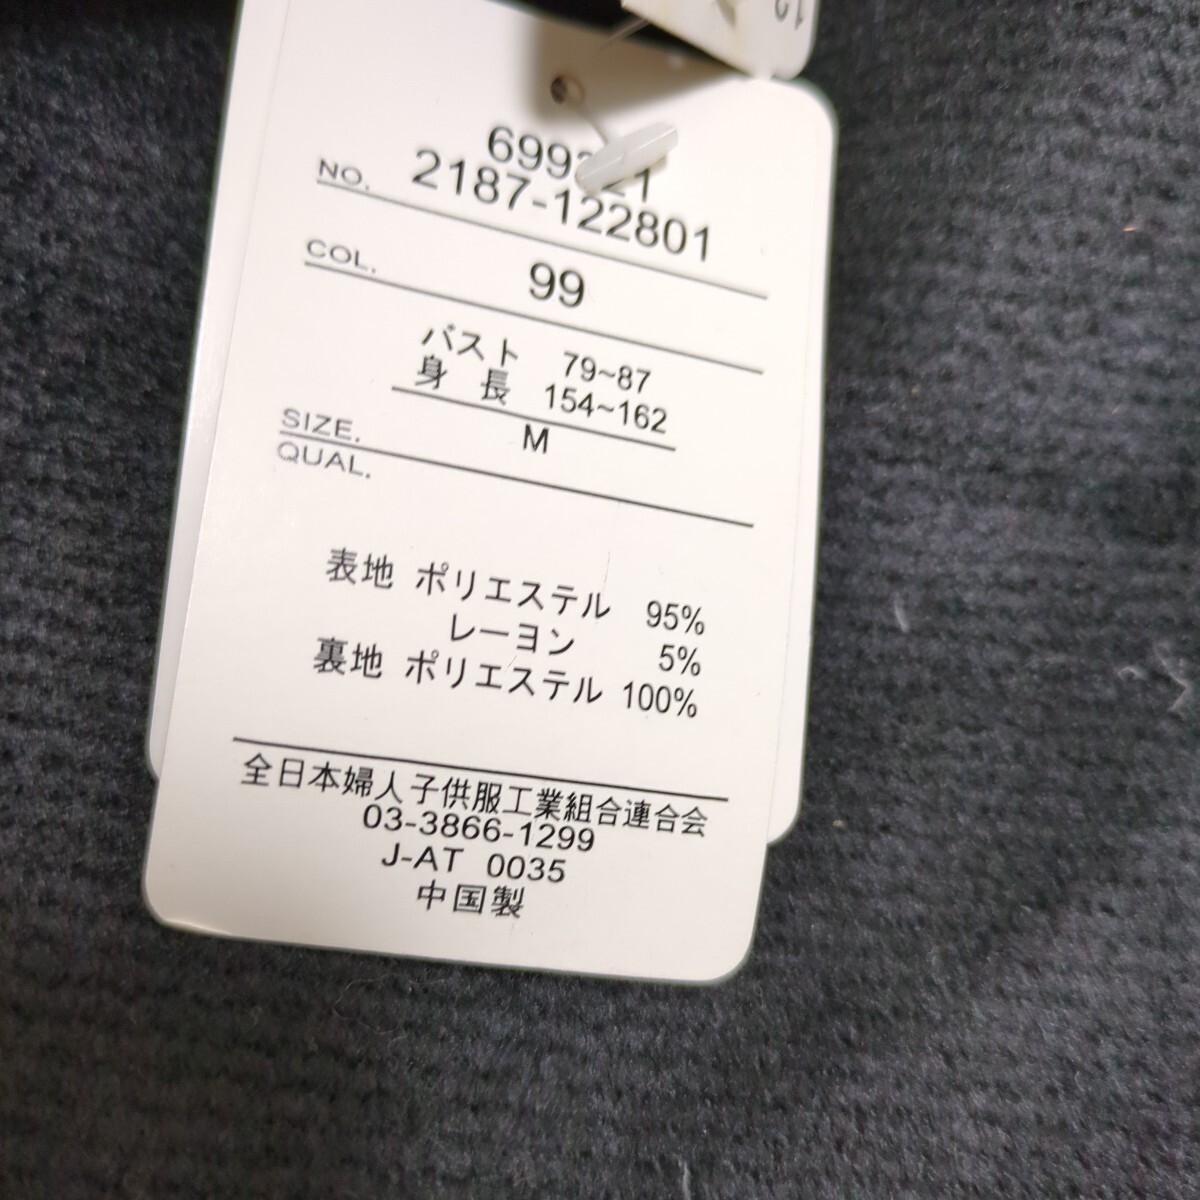 NO. 2187-122801
COL. 99
バスト 79~87
身長 154~162
SIZE. M
QUAL.
表地 ポリエステル 95%
レーヨン 5%
裏地 ポリエステル 100%
全日本婦人子供服工業組合連合会
03-3866-1299
J-AT 0035
中国製